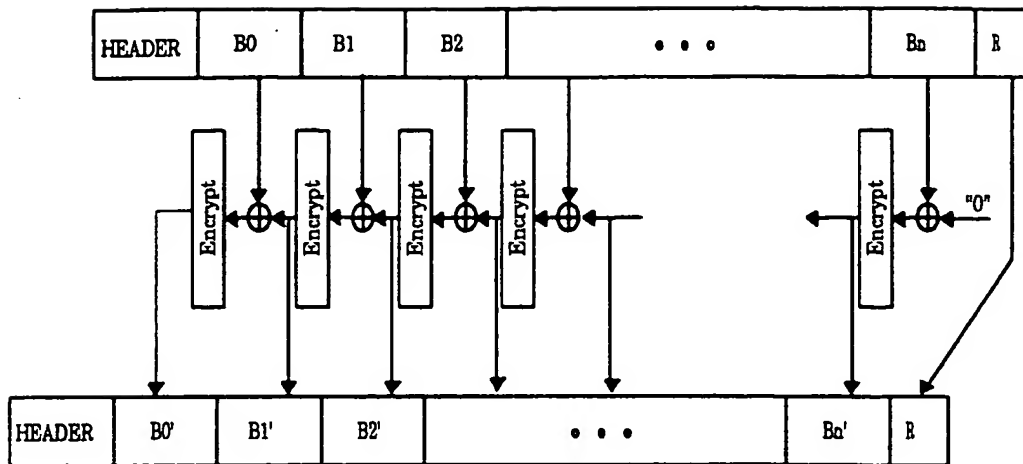 HEADER B0 B1 B2 • • • Bn R
Encrypt Encrypt Encrypt Encrypt Encrypt "0"
HEADER B0' B1' B2' • • • Bn' R